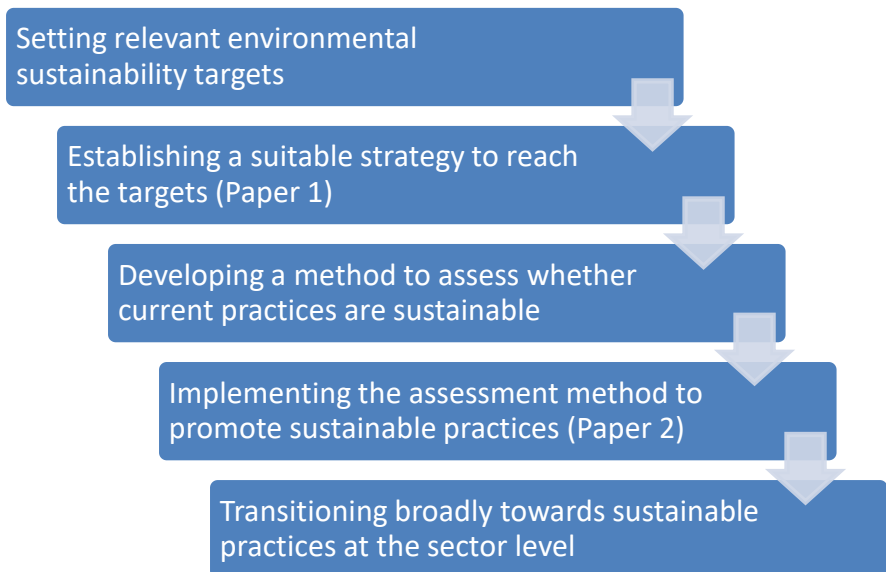 Setting relevant environmental
sustainability targets
Establishing a suitable strategy to reach
the targets (Paper 1)
Developing a method to assess whether
current practices are sustainable
Implementing the assessment method to
promote sustainable practices (Paper 2)
Transitioning broadly towards sustainable
practices at the sector level